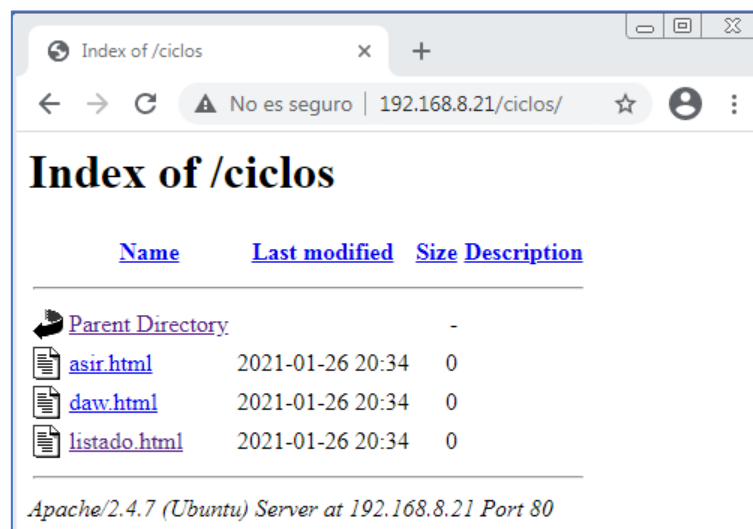 Index of /ciclos
No es seguro | 192.168.8.21/ciclos/
Index of /ciclos
Name Last modified Size Description
Parent Directory -
asir.html 2021-01-26 20:34 0
daw.html 2021-01-26 20:34 0
listado.html 2021-01-26 20:34 0
Apache/2.4.7 (Ubuntu) Server at 192.168.8.21 Port 80